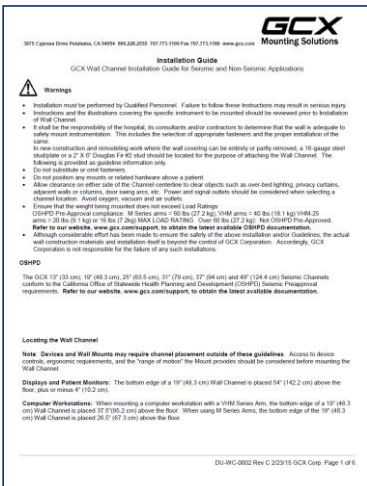 GCX
Mounting Solutions
3875 Cypress Drive Petaluma, CA 94954 800.228.2555 707.773.1100 Fax 707.773.1180 www.gcx.com
Installation Guide
GCX Wall Channel Installation Guide for Seismic and Non-Seismic Applications
Warnings
• Installation must be performed by Qualified Personnel. Failure to follow these Instructions may result in serious injury.
• Instructions and the illustrations covering the specific instrument to be mounted should be reviewed prior to Installation
of Wall Channel.
• It shall be the responsibility of the hospital, its consultants and/or contractors to determine that the wall is adequate to
safely mount instrumentation. This includes the selection of appropriate fasteners and the proper installation of the
same.
In new construction and remodeling work where the wall covering can be entirely or partly removed, a 16-gauge steel
stud/plate or a 2" X 6" Douglas Fir #2 stud should be located for the purpose of attaching the Wall Channel. The
following is provided as guideline information only.
• Do not substitute or omit fasteners.
• Do not position any mounts or related hardware above a patient.
• Allow clearance on either side of the Channel centerline to clear objects such as over-bed lighting, privacy curtains,
adjacent walls or columns, door swing arcs, etc. Power and signal outlets should be considered when selecting a
channel location. Avoid oxygen, vacuum and air outlets.
• Ensure that the weight being mounted does not exceed Load Ratings:
OSHPD Pre-Approval compliance: M Series arms = 60 lbs (27.2 kg), VHM arms = 40 lbs (18.1 kg) VHM-25
arms = 20 lbs (9.1 kg) or 16 lbs (7.2kg) MAX LOAD RATING. Over 60 lbs (27.2 kg): Not OSHPD Pre-Approved.
Refer to our website, www.gcx.com/support, to obtain the latest available OSHPD documentation.
• Although considerable effort has been made to ensure the safety of the above installation and/or Guidelines, the actual
wall construction materials and installation itself is beyond the control of GCX Corporation. Accordingly, GCX
Corporation is not responsible for the failure of any such installations.
OSHPD
The GCX 13" (33 cm), 19" (48.3 cm), 25" (63.5 cm), 31" (79 cm), 37" (94 cm) and 49" (124.4 cm) Seismic Channels
conform to the California Office of Statewide Health Planning and Development (OSHPD) Seismic Preapproval
requirements. Refer to our website, www.gcx.com/support, to obtain the latest available documentation.
Locating the Wall Channel
Note: Devices and Wall Mounts may require channel placement outside of these guidelines. Access to device
controls, ergonomic requirements, and the "range of motion" the Mount provides should be considered before mounting the
Wall Channel.
Displays and Patient Monitors: The bottom edge of a 19" (48.3 cm) Wall Channel is placed 54" (142.2 cm) above the
floor, plus or minus 4" (10.2 cm).
Computer Workstations: When mounting a computer workstation with a VHM Series Arm, the bottom edge of a 19" (48.3
cm) Wall Channel is placed 37.5"(95.2 cm) above the floor. When using M Series Arms, the bottom edge of the 19" (48.3
cm) Wall Channel is placed 26.5" (67.3 cm) above the floor.
DU-WC-0002 Rev C 2/23/15 GCX Corp. Page 1 of 6